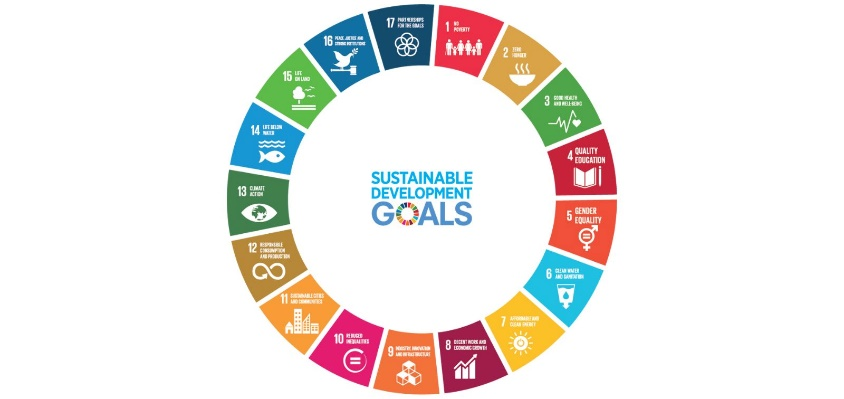 1 NO
POVERTY
2 ZERO
HUNGER
3 GOOD HEALTH
AND WELL-BEING
4 QUALITY
EDUCATION
5 GENDER
EQUALITY
6 CLEAN WATER
AND SANITATION
7 AFFORDABLE AND
CLEAN ENERGY
8 DECENT WORK AND
ECONOMIC GROWTH
9 INDUSTRY, INNOVATION
AND INFRASTRUCTURE
10 REDUCED
INEQUALITIES
11 SUSTAINABLE CITIES
AND COMMUNITIES
12 RESPONSIBLE
CONSUMPTION
AND PRODUCTION
13 CLIMATE
ACTION
14 LIFE BELOW
WATER
15 LIFE
ON LAND
16 PEACE, JUSTICE AND
STRONG INSTITUTIONS
17 PARTNERSHIPS
FOR THE GOALS
SUSTAINABLE
DEVELOPMENT
GOALS